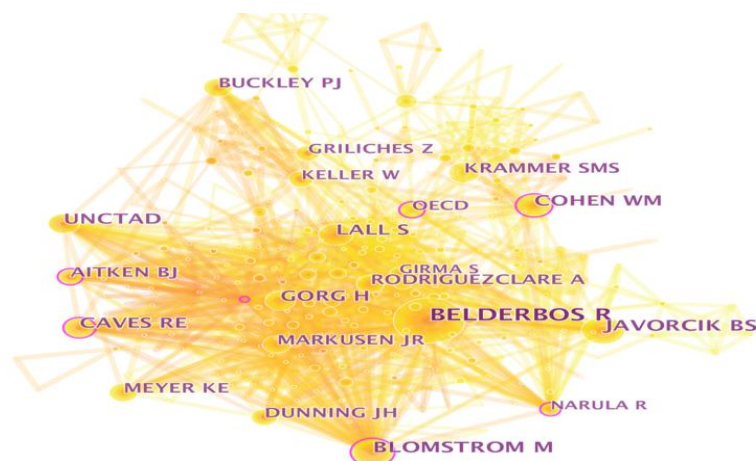 BUCKLEY PJ
GRILICHES Z
KELLER W
KRAMMER SMS
OECD
COHEN WM
UNCTAD
LALL S
AITKEN BJ
GIRMA S
RODRIGUEZCLARE A
GORG H
CAVES RE
BELDERBOS R
JAVORCIK BS
MARKUSEN JR
MEYER KE
DUNNING JH
NARULA R
BLOMSTROM M